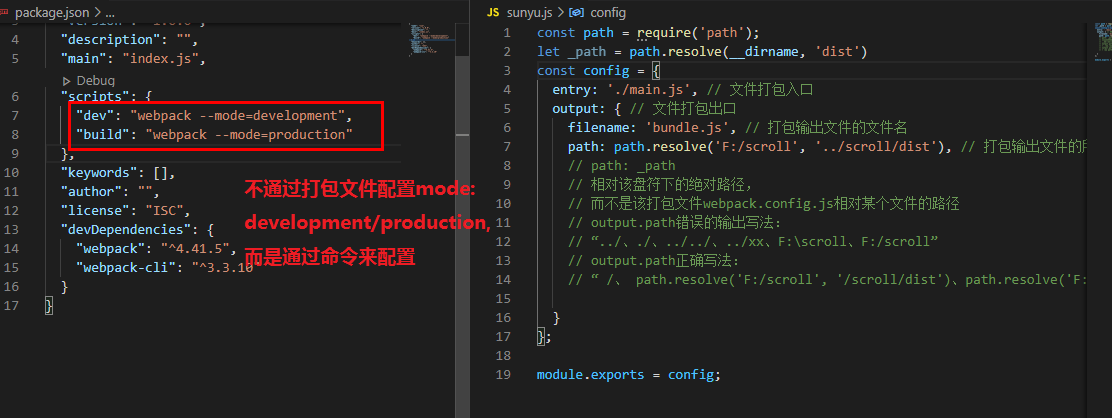 package.json > ...
4 "description": "",
5 "main": "index.js",
Debug
6 "scripts": {
7 "dev": "webpack --mode=development",
8 "build": "webpack --mode=production"
9 },
10 "keywords": [],
11 "author": "",
12 "license": "ISC",
13 "devDependencies": {
14 "webpack": "^4.41.5",
15 "webpack-cli": "^3.3.10"
16 }
17 }
不通过打包文件配置mode:
development/production,
而是通过命令来配置
JS sunyu.js > config
1 const path = require('path');
2 let _path = path.resolve(__dirname, 'dist')
3 const config = {
4 entry: './main.js', // 文件打包入口
5 output: { // 文件打包出口
6 filename: 'bundle.js', // 打包输出文件的文件名
7 path: path.resolve('F:/scroll', '../scroll/dist'), // 打包输出文件的
8 // path: _path
9 // 相对该盘符下的绝对路径,
10 // 而不是该打包文件webpack.config.js相对某个文件的路径
11 // output.path错误的输出写法:
12 // “../、./、../../、../xx、F:\scroll、F:/scroll”
13 // output.path正确写法:
14 // “ /、 path.resolve('F:/scroll', '/scroll/dist')、path.resolve('F:
15
16 }
17 };
18
19 module.exports = config;